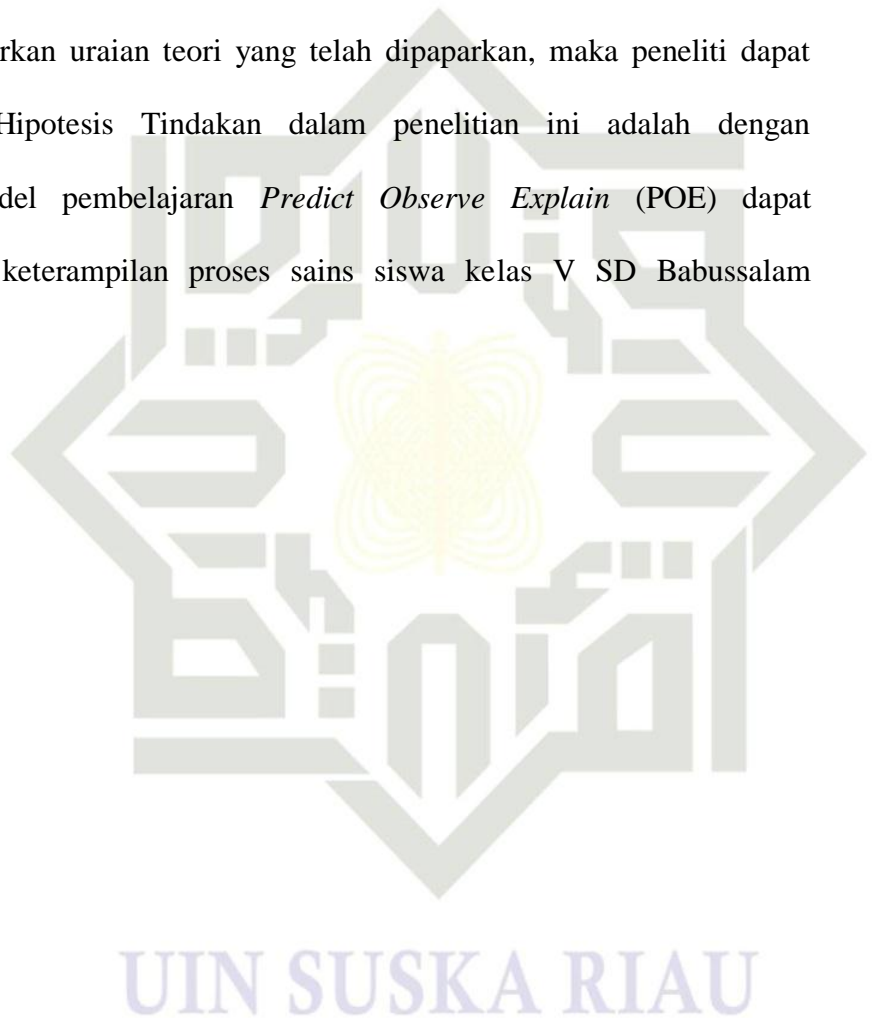 rkan uraian teori yang telah dipaparkan, maka peneliti dapat
Hipotesis Tindakan dalam penelitian ini adalah dengan
del pembelajaran Predict Observe Explain (POE) dapat
keterampilan proses sains siswa kelas V SD Babussalam
UIN SUSKA RIAU